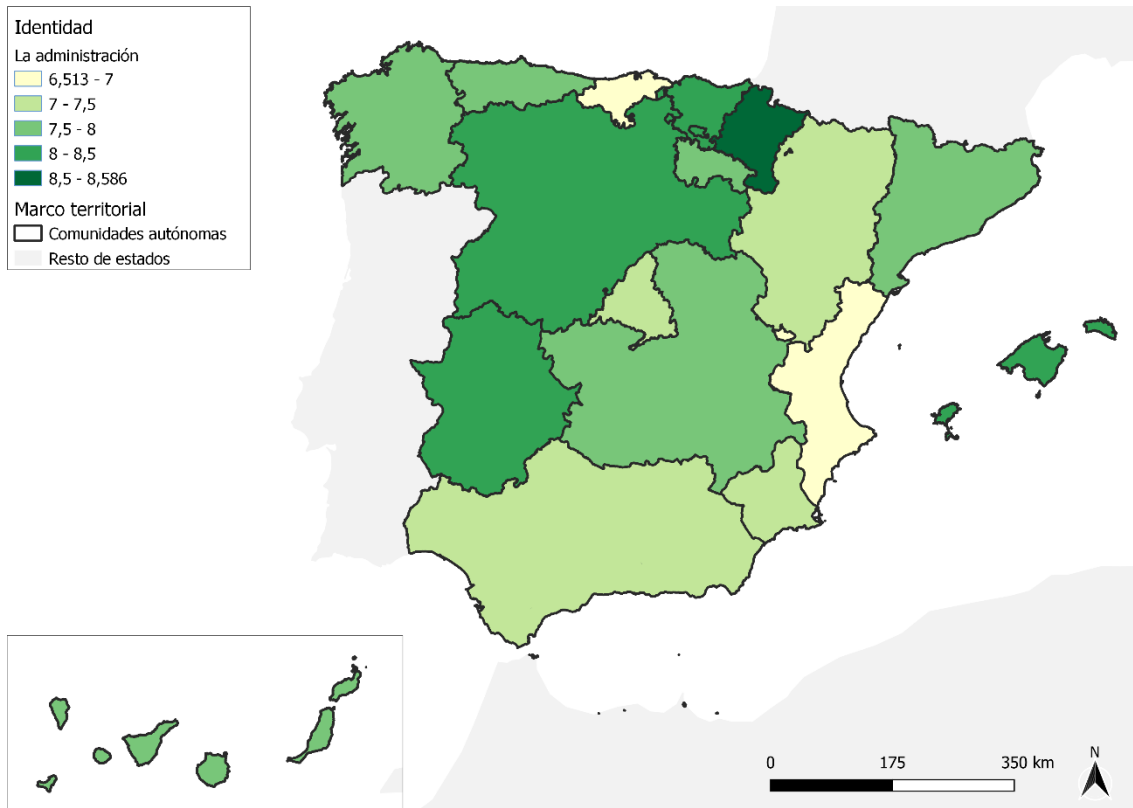 Identidad
La administración
6,513 - 7
7 - 7,5
7,5 - 8
8 - 8,5
8,5 - 8,586
Marco territorial
Comunidades autónomas
Resto de estados
0 175 350 km
N